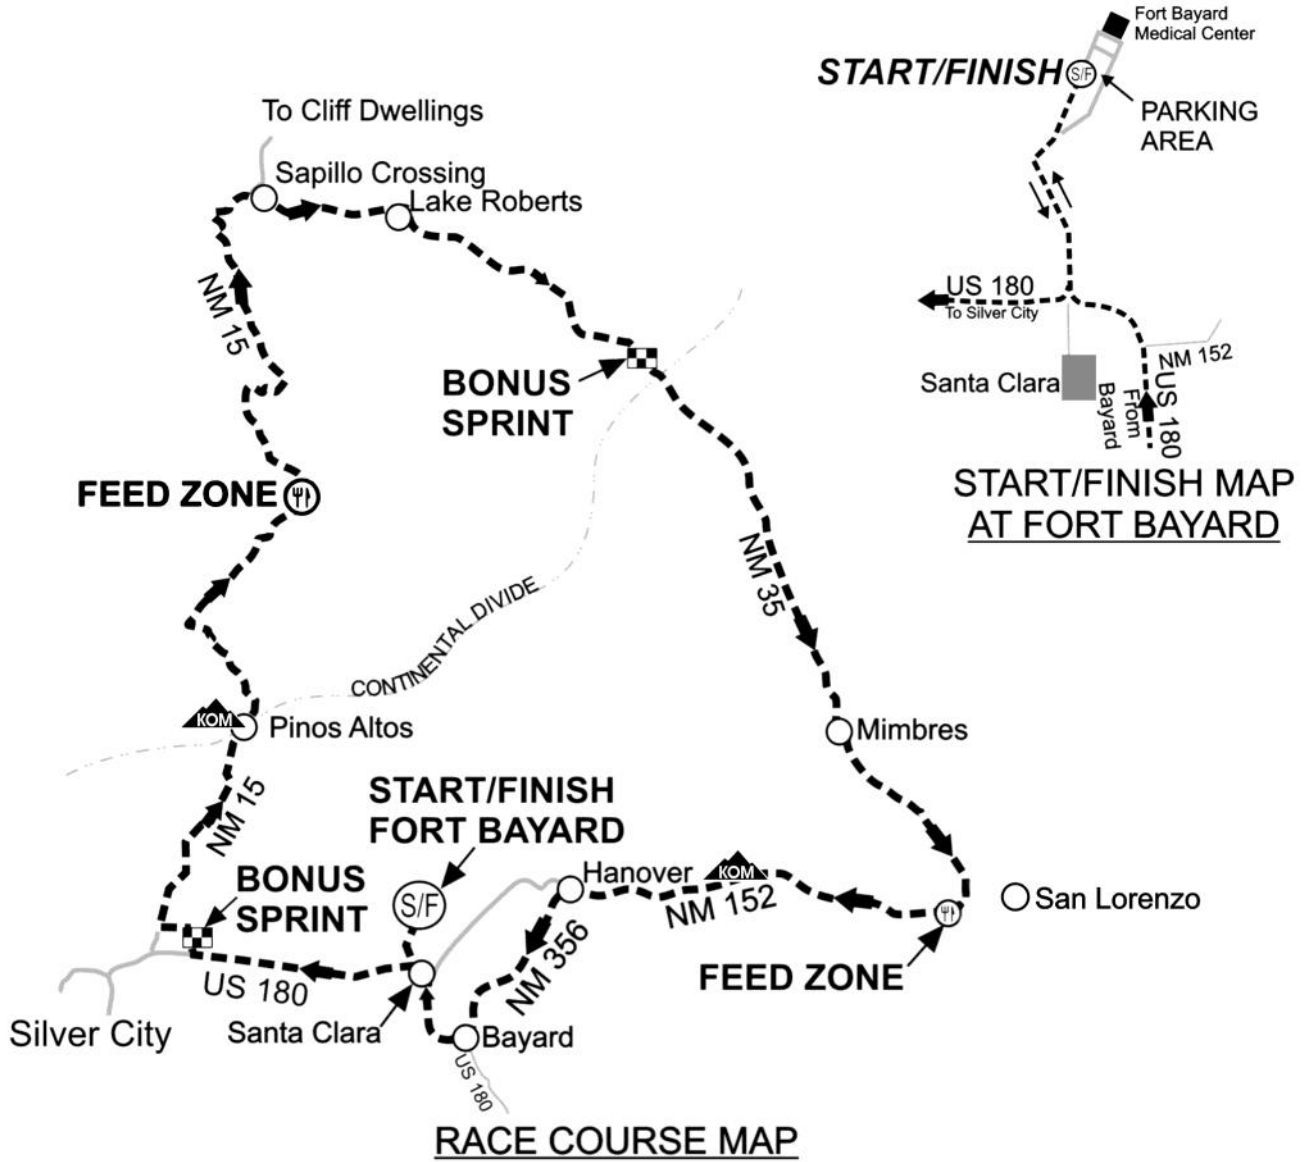 Fort Bayard
Medical Center
START/FINISH
S/F
PARKING
AREA
To Cliff Dwellings
Sapillo Crossing
Lake Roberts
NM 15
US 180
To Silver City
NM 152
Santa Clara
From
Bayard
US 180
BONUS
SPRINT
START/FINISH MAP
AT FORT BAYARD
FEED ZONE
NM 35
CONTINENTAL DIVIDE
KOM
Pinos Altos
Mimbres
NM 15
START/FINISH
FORT BAYARD
BONUS
SPRINT
S/F
Hanover
KOM
NM 152
San Lorenzo
NM 356
FEED ZONE
US 180
Silver City
Santa Clara
Bayard
US 180
RACE COURSE MAP